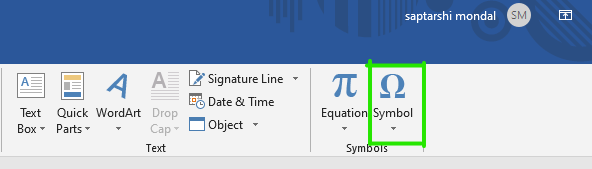 saptarshi mondal SM
Signature Line
Date & Time
Object
Text Box
Quick Parts
WordArt
Drop Cap
Text
π
Equation
Ω
Symbol
Symbols